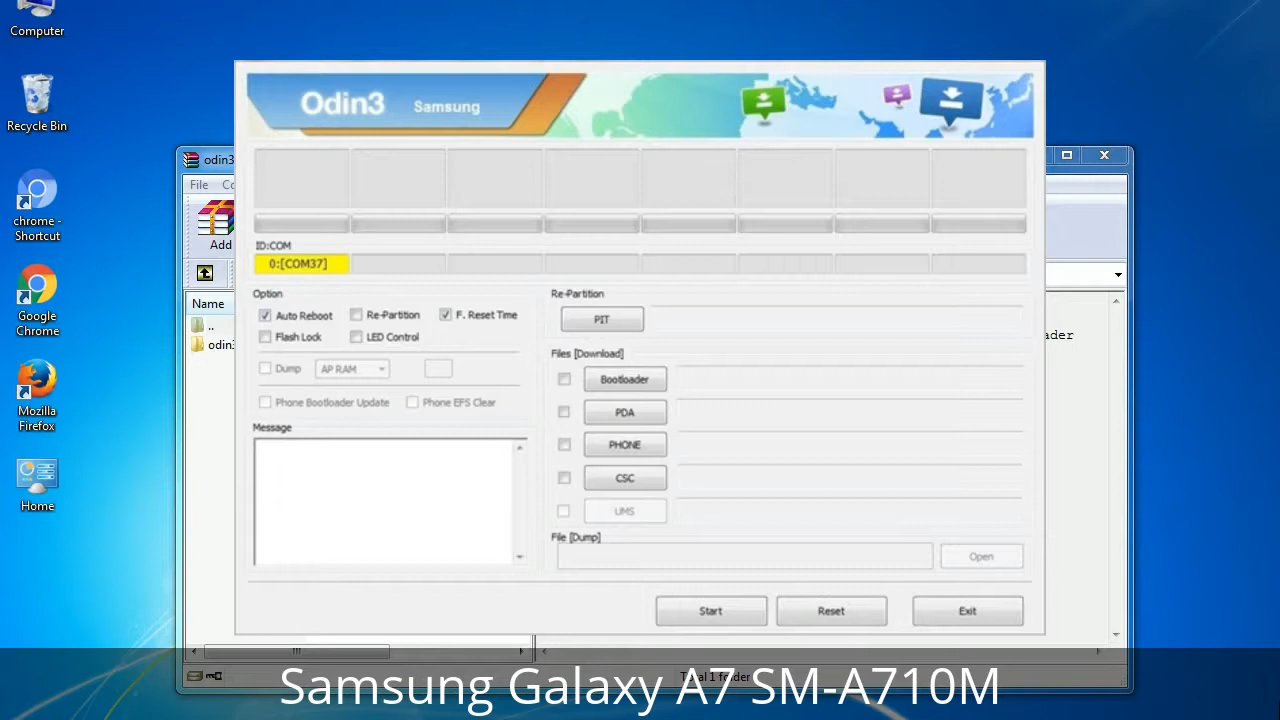 Computer
Recycle Bin
chrome -
Shortcut
Google
Chrome
Mozilla
Firefox
Home
odin3
File
Add
Name
..
odin3
Odin3 Samsung
ID:COM
0:[COM37]
Option
Auto Reboot
Re-Partition
F. Reset Time
Flash Lock
LED Control
Dump
AP RAM
Phone Bootloader Update
Phone EFS Clear
Message
Re-Partition
PIT
Files [Download]
Bootloader
PDA
PHONE
CSC
UMS
File [Dump]
Open
Start
Reset
Exit
Total 1 folder
Samsung Galaxy A7 SM-A710M